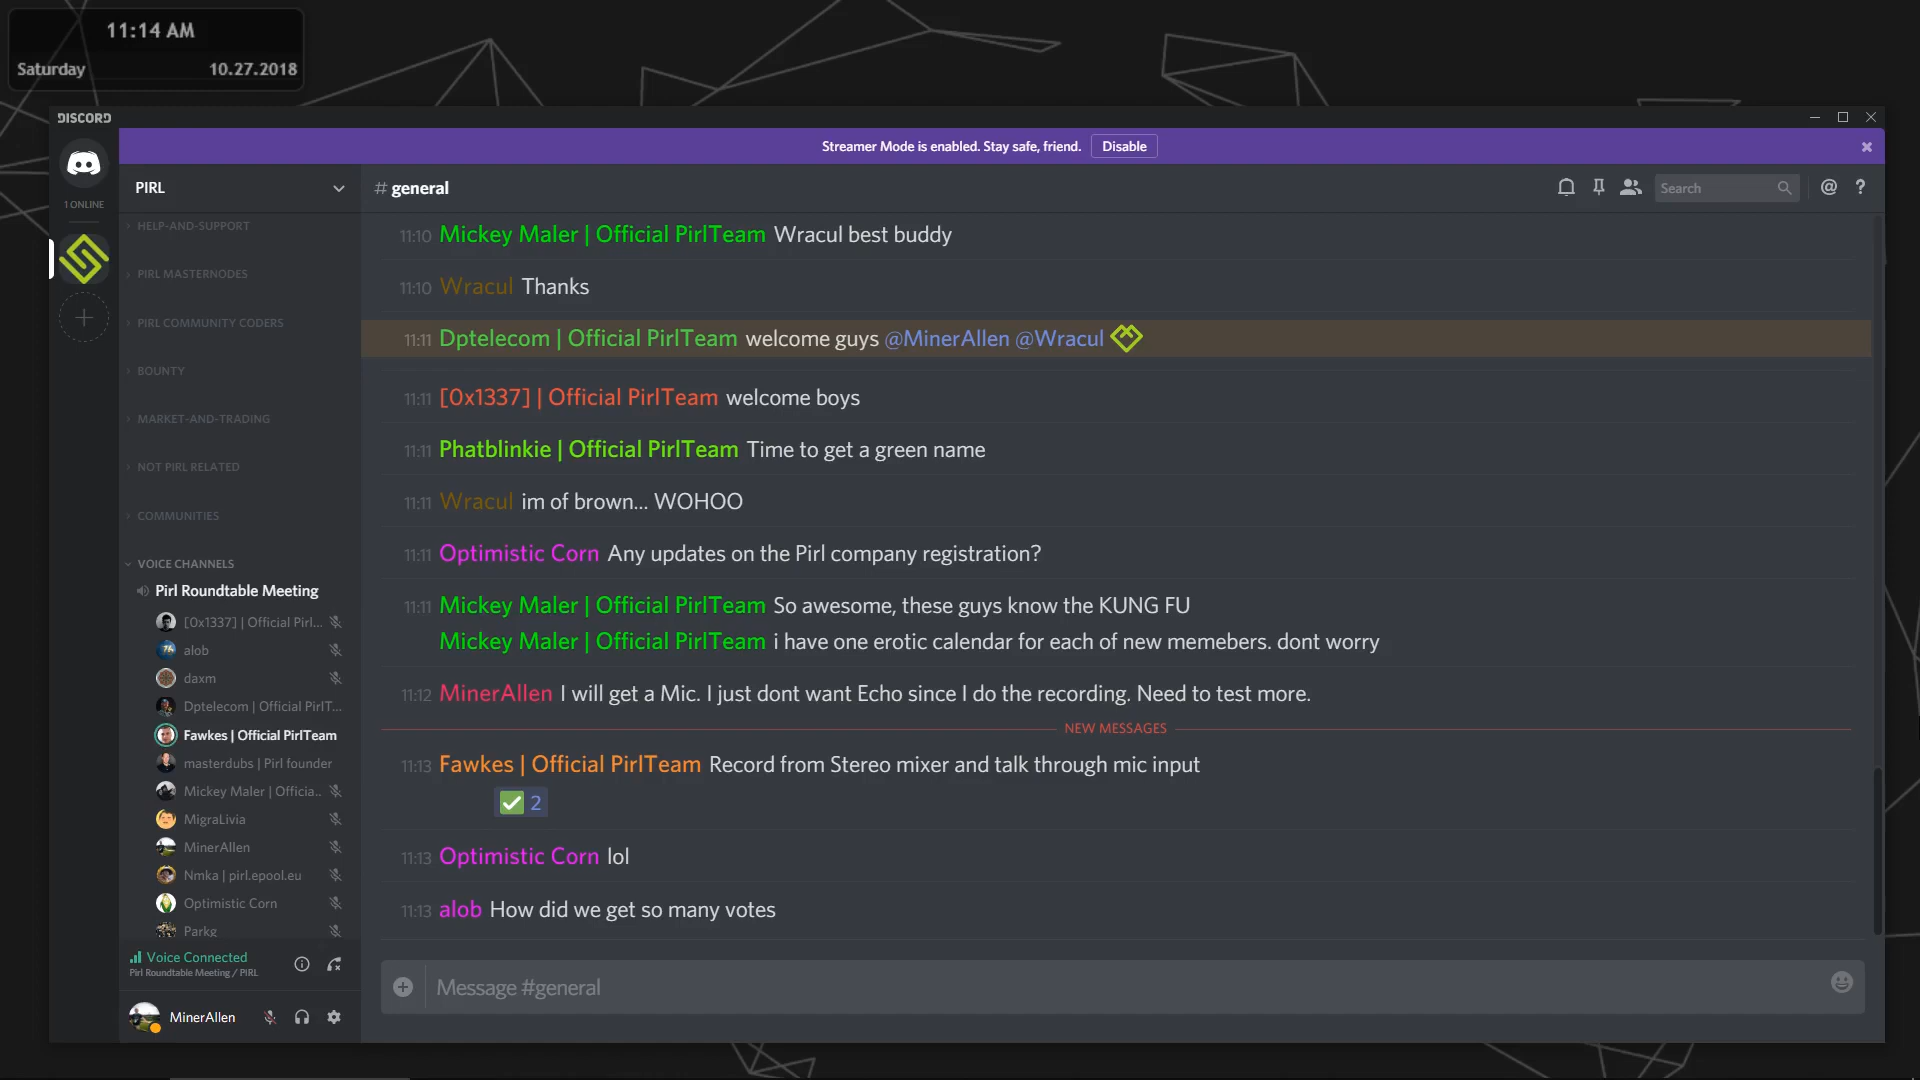 11:14 AM
Saturday 10.27.2018
DISCORD
Streamer Mode is enabled. Stay safe, friend. Disable
1 ONLINE
PIRL
HELP-AND-SUPPORT
PIRL MASTERNODES
PIRL COMMUNITY CODERS
BOUNTY
MARKET-AND-TRADING
NOT PIRL RELATED
COMMUNITIES
VOICE CHANNELS
Pirl Roundtable Meeting
[0x1337] | Official Pirl...
alob
daxm
Dptelecom | Official PirlT...
Fawkes | Official PirlTeam
masterdubs | Pirl founder
Mickey Maler | Officia...
MigraLivia
MinerAllen
Nmka | pirl.epool.eu
Optimistic Corn
Parkg
Voice Connected
Pirl Roundtable Meeting / PIRL
MinerAllen
# general
Search @ ?
11:10 Mickey Maler | Official PirlTeam Wracul best buddy
11:10 Wracul Thanks
11:11 Dptelecom | Official PirlTeam welcome guys @MinerAllen @Wracul
11:11 [0x1337] | Official PirlTeam welcome boys
11:11 Phatblinkie | Official PirlTeam Time to get a green name
11:11 Wracul im of brown... WOHOO
11:11 Optimistic Corn Any updates on the Pirl company registration?
11:11 Mickey Maler | Official PirlTeam So awesome, these guys know the KUNG FU
Mickey Maler | Official PirlTeam i have one erotic calendar for each of new memebers. dont worry
11:12 MinerAllen I will get a Mic. I just dont want Echo since I do the recording. Need to test more.
NEW MESSAGES
11:13 Fawkes | Official PirlTeam Record from Stereo mixer and talk through mic input
2
11:13 Optimistic Corn lol
11:13 alob How did we get so many votes
Message #general